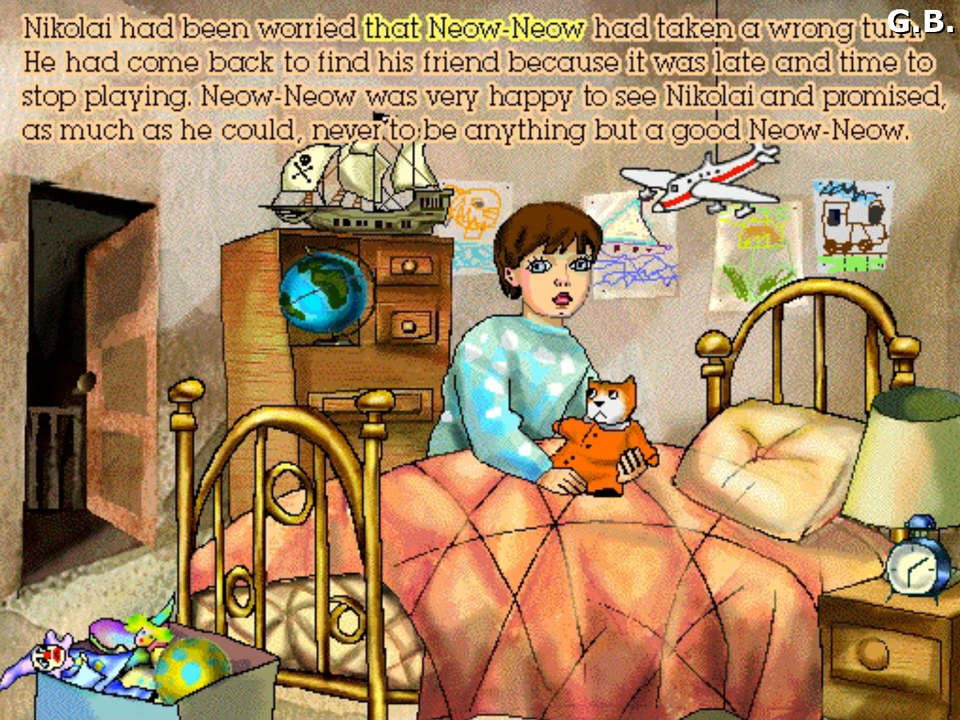 Nikolai had been worried that Neow-Neow had taken a wrong turn.
He had come back to find his friend because it was late and time to
stop playing. Neow-Neow was very happy to see Nikolai and promised,
as much as he could, never to be anything but a good Neow-Neow.
G.B.